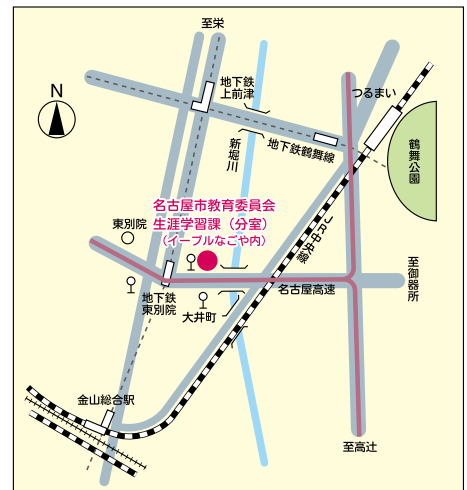 至栄
地下鉄
上前津
N
つるまい
新堀川
地下鉄鶴舞線
鶴舞
公園
名古屋市教育委員会
生涯学習課（分室）
（イーブルなごや内）
東別院
JR中央線
至御器所
地下鉄
東別院
大井町
名古屋高速
金山総合駅
至高辻